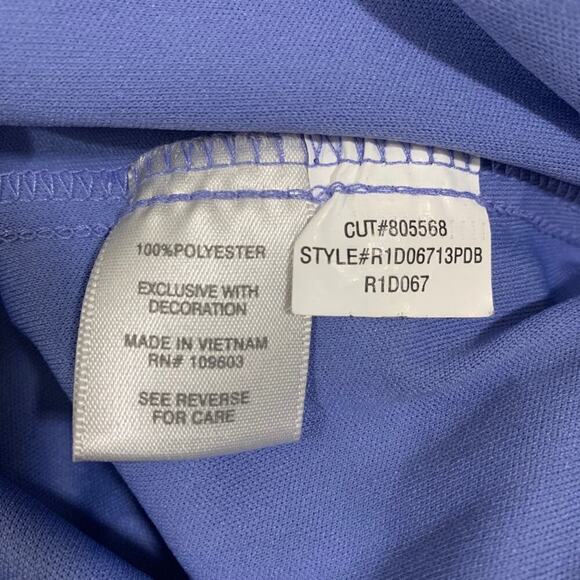 100%POLYESTER
EXCLUSIVE WITH
DECORATION
MADE IN VIETNAM
RN# 109603
SEE REVERSE
FOR CARE
CUT#805568
STYLE#R1D06713PDB
R1D067